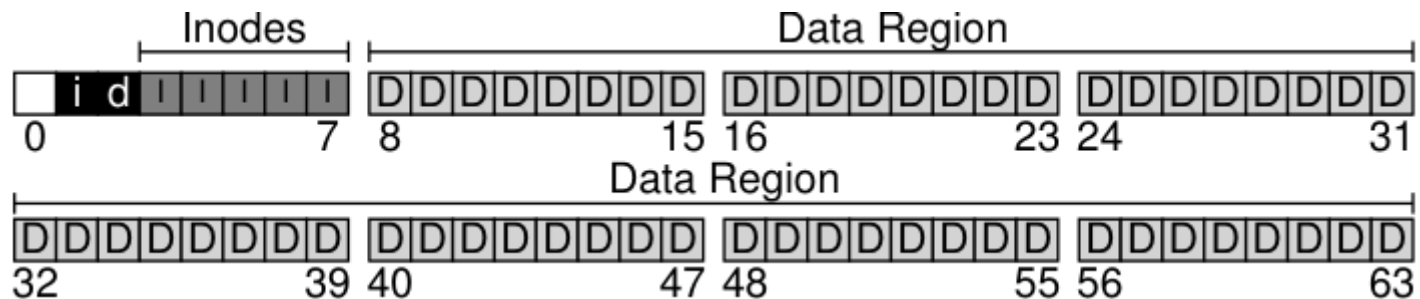 Inodes Data Region
i d I I I I I D D D D D D D D D D D D D D D D D D D D D D D D
0 7 8 15 16 23 24 31
Data Region
D D D D D D D D D D D D D D D D D D D D D D D D D D D D D D D D
32 39 40 47 48 55 56 63